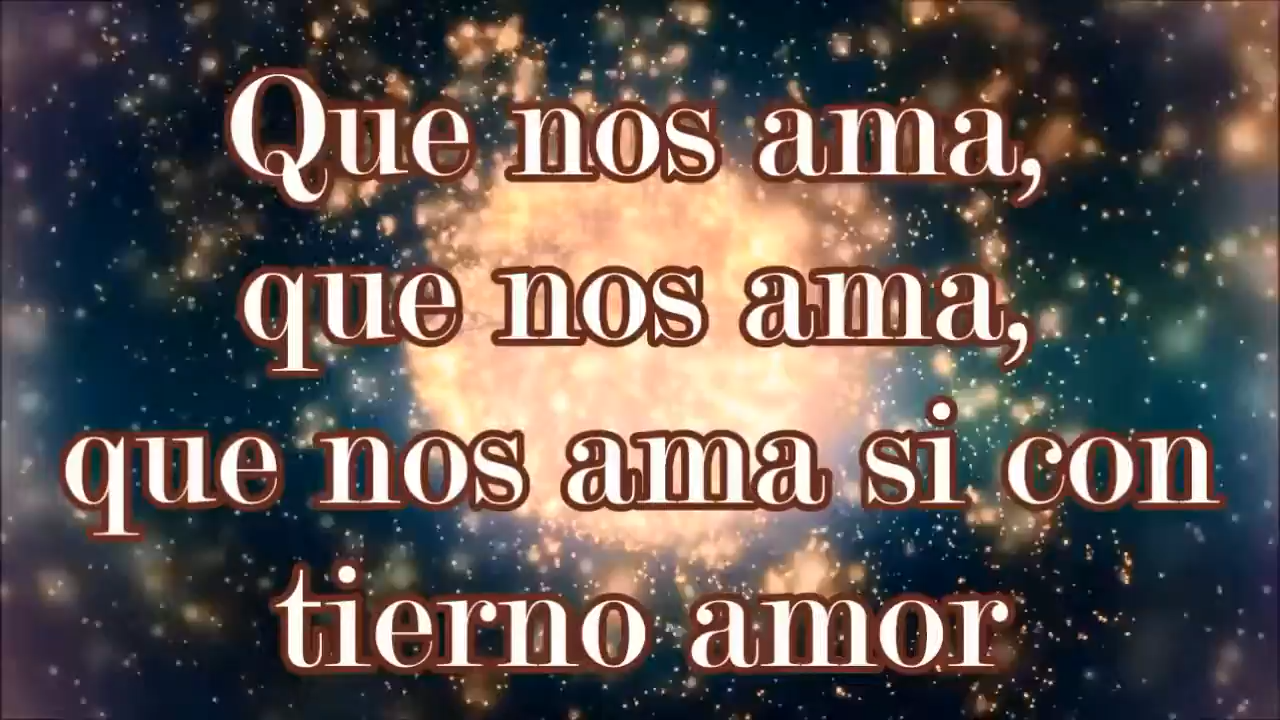 Que nos ama,
que nos ama,
que nos ama si con
tierno amor